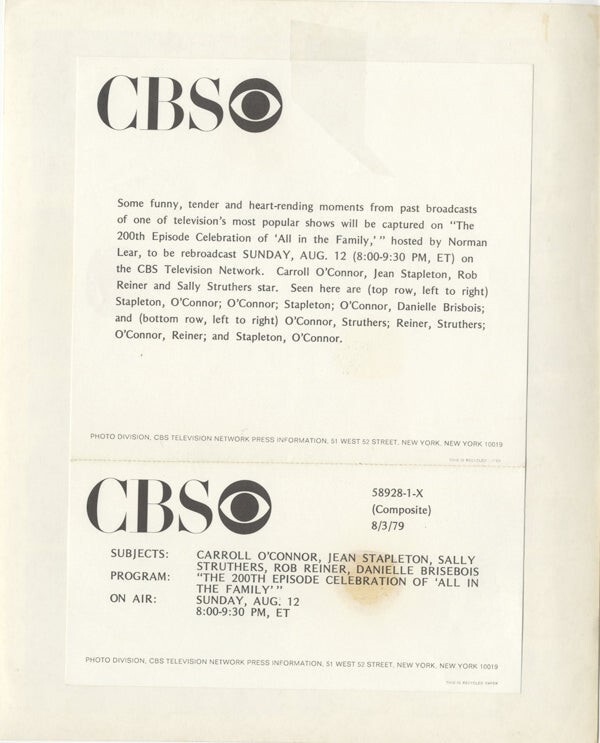 CBS
Some funny, tender and heart-rending moments from past broadcasts
of one of television's most popular shows will be captured on "The
200th Episode Celebration of 'All in the Family,' " hosted by Norman
Lear, to be rebroadcast SUNDAY, AUG. 12 (8:00-9:30 PM, ET) on
the CBS Television Network. Carroll O'Connor, Jean Stapleton, Rob
Reiner and Sally Struthers star. Seen here are (top row, left to right)
Stapleton, O'Connor; O'Connor; Stapleton; O'Connor, Danielle Brisbois;
and (bottom row, left to right) O'Connor, Struthers; Reiner, Struthers;
O'Connor, Reiner; and Stapleton, O'Connor.
PHOTO DIVISION, CBS TELEVISION NETWORK PRESS INFORMATION, 51 WEST 52 STREET, NEW YORK, NEW YORK 10019
THIS IS RECYCLED
CBS
58928-1-X
(Composite)
8/3/79
SUBJECTS: CARROLL O'CONNOR, JEAN STAPLETON, SALLY
STRUTHERS, ROB REINER, DANIELLE BRISEBOIS
PROGRAM: "THE 200TH EPISODE CELEBRATION OF 'ALL IN
THE FAMILY' "
ON AIR: SUNDAY, AUG. 12
8:00-9:30 PM, ET
PHOTO DIVISION, CBS TELEVISION NETWORK PRESS INFORMATION, 51 WEST 52 STREET, NEW YORK, NEW YORK 10019
THIS IS RECYCLED PAPER